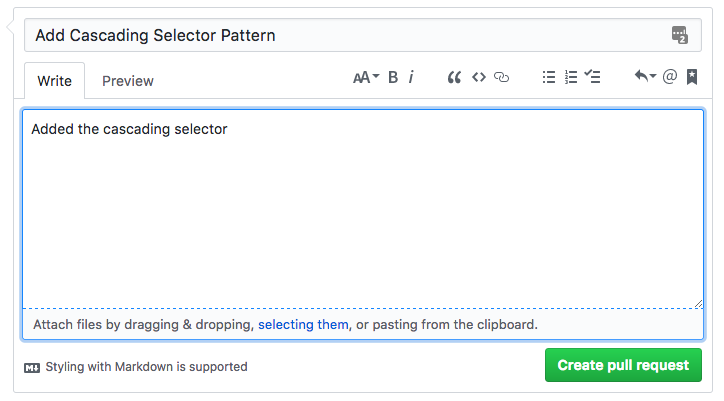 Add Cascading Selector Pattern
Write Preview AA B i @
Added the cascading selector
Attach files by dragging & dropping, selecting them, or pasting from the clipboard.
Styling with Markdown is supported Create pull request